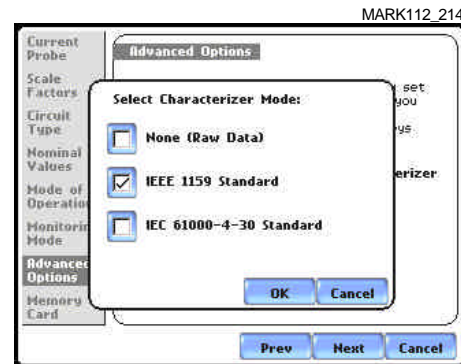 MARK112_214
Current
Probe
Scale
Factors
Circuit
Type
Nominal
Values
Mode of
Monitoring
Mode
Advanced
Options
Memory
Card
Advanced Options
set
you
Select Characterizer Mode:
None (Raw Data)
IEEE 1159 Standard
IEC 61000-4-30 Standard
OK
Cancel
Prev
Next
Cancel